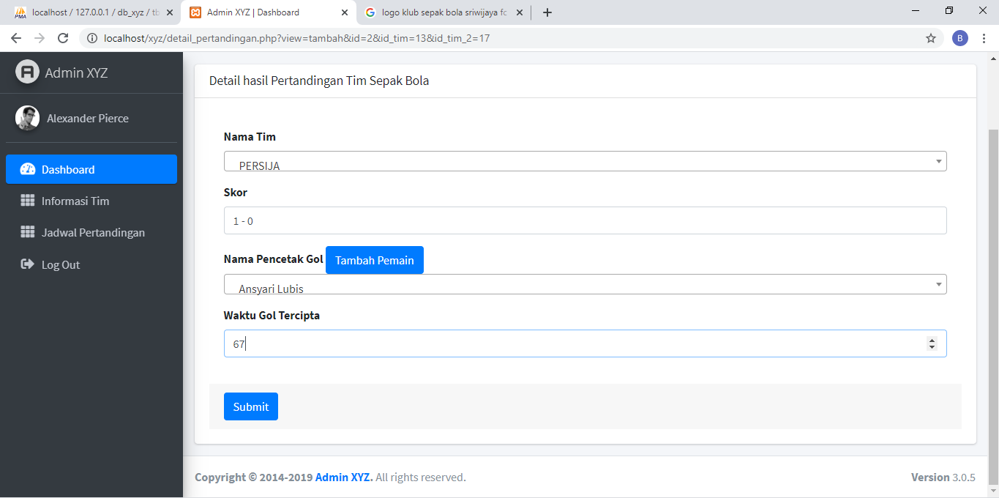 localhost / 127.0.0.1 / db_xyz / tb
Admin XYZ | Dashboard
logo klub sepak bola sriwijaya fc
localhost/xyz/detail_pertandingan.php?view=tambah&id=2&id_tim=13&id_tim_2=17
B
Admin XYZ
Alexander Pierce
Dashboard
Informasi Tim
Jadwal Pertandingan
Log Out
Detail hasil Pertandingan Tim Sepak Bola
Nama Tim
PERSIJA
Skor
1 - 0
Nama Pencetak Gol Tambah Pemain
Ansyari Lubis
Waktu Gol Tercipta
67
Submit
Copyright © 2014-2019 Admin XYZ. All rights reserved.
Version 3.0.5